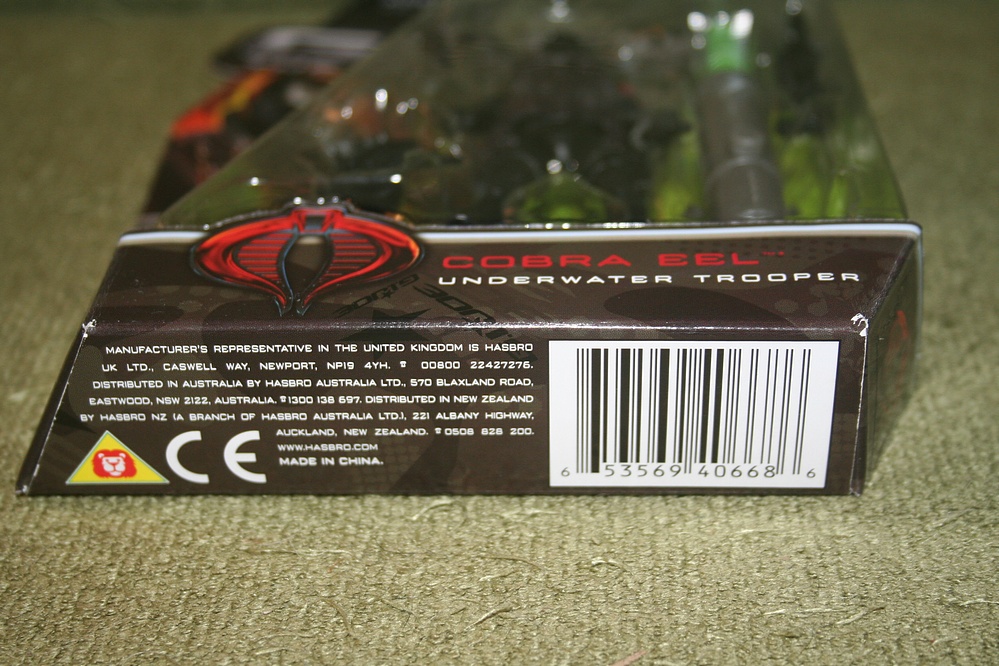 COBRA EEL™
UNDERWATER TROOPER
MANUFACTURER'S REPRESENTATIVE IN THE UNITED KINGDOM IS HASBRO
UK LTD., CASWELL WAY, NEWPORT, NP19 4YH. ☎ 00800 22427276.
DISTRIBUTED IN AUSTRALIA BY HASBRO AUSTRALIA LTD., 570 BLAXLAND ROAD,
EASTWOOD, NSW 2122, AUSTRALIA. ☎1300 138 697. DISTRIBUTED IN NEW ZEALAND
BY HASBRO NZ (A BRANCH OF HASBRO AUSTRALIA LTD.), 221 ALBANY HIGHWAY,
AUCKLAND, NEW ZEALAND. ☎0508 828 200.
WWW.HASBRO.COM
MADE IN CHINA.
CE
6 53569 40668 6